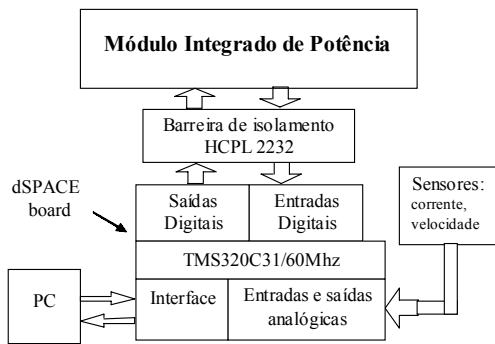 Módulo Integrado de Potência
Barreira de isolamento
HCPL 2232
dSPACE
board
Saídas
Digitais
Entradas
Digitais
Sensores:
corrente,
velocidade
TMS320C31/60Mhz
PC
Interface
Entradas e saídas
analógicas